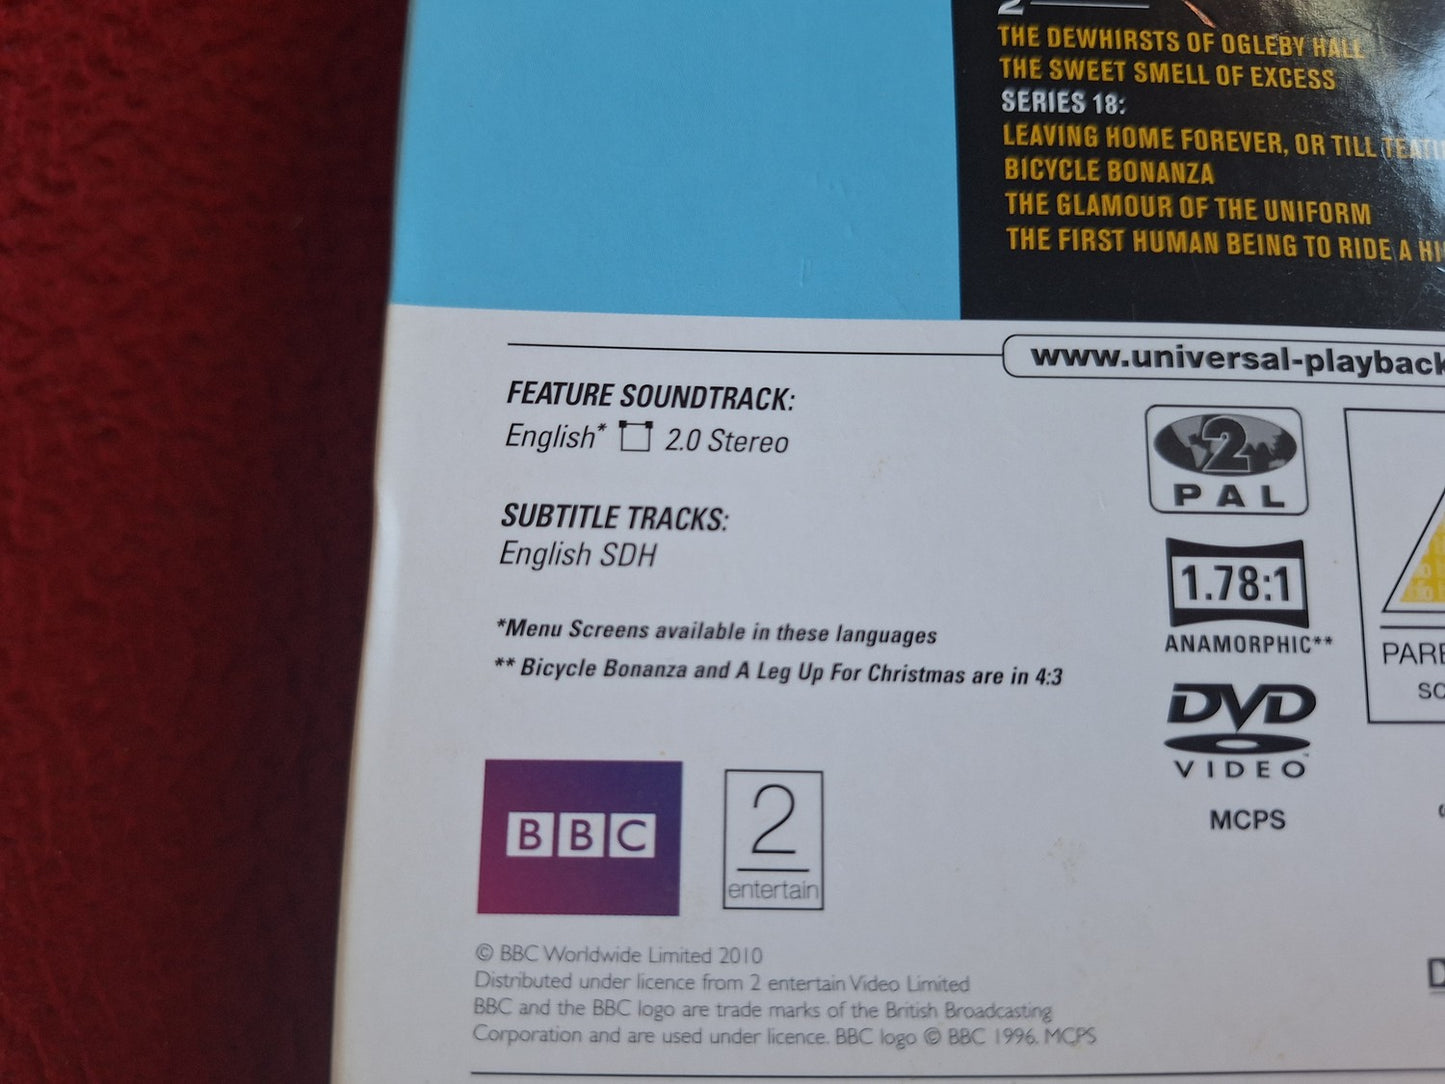 2
THE DEWHIRSTS OF OGLEBY HALL
THE SWEET SMELL OF EXCESS
SERIES 18:
LEAVING HOME FOREVER, OR TILL
BICYCLE BONANZA
THE GLAMOUR OF THE UNIFORM
THE FIRST HUMAN BEING TO RIDE A
www.universal-playback
FEATURE SOUNDTRACK:
English* 2.0 Stereo
SUBTITLE TRACKS:
English SDH
*Menu Screens available in these languages
** Bicycle Bonanza and A Leg Up For Christmas are in 4:3
2
PAL
1.78:1
ANAMORPHIC**
DVD
VIDEO
MCPS
BBC
2
entertain
© BBC Worldwide Limited 2010
Distributed under licence from 2 entertain Video Limited
BBC and the BBC logo are trade marks of the British Broadcasting
Corporation and are used under licence. BBC logo © BBC 1996. MCPS